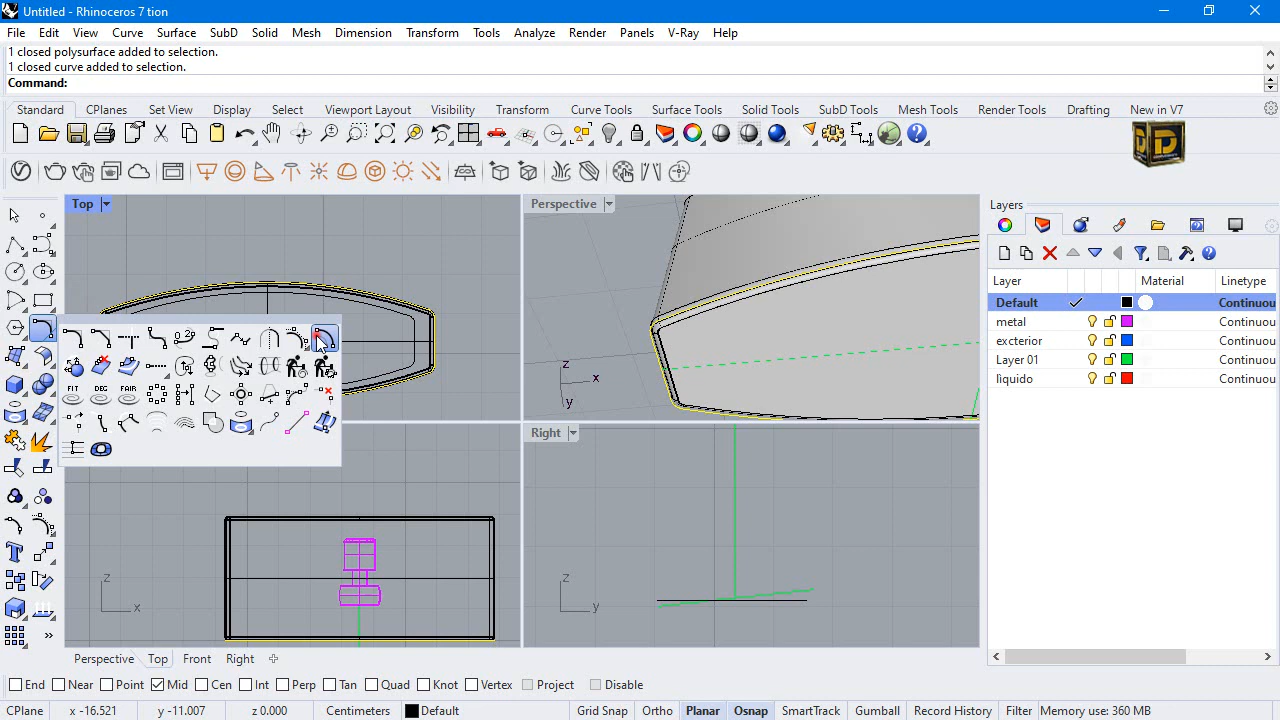 Untitled - Rhinoceros 7 tion
File Edit View Curve Surface SubD Solid Mesh Dimension Transform Tools Analyze Render Panels V-Ray Help
1 closed polysurface added to selection.
1 closed curve added to selection.
Command:
Standard CPlanes Set View Display Select Viewport Layout Visibility Transform Curve Tools Surface Tools Solid Tools SubD Tools Mesh Tools Render Tools Drafting New in V7
Top
Perspective
Layers
Layer Material Linetype
Default Continuou
metal Continuou
excterior Continuou
Layer 01 Continuou
liquido Continuou
FIT DEG FAIR
z
x
y
Right
z
x
z
y
Perspective Top Front Right
End Near Point Mid Cen Int Perp Tan Quad Knot Vertex Project Disable
CPlane x -16.521 y -11.007 z 0.000 Centimeters Default Grid Snap Ortho Planar Osnap SmartTrack Gumball Record History Filter Memory use: 360 MB